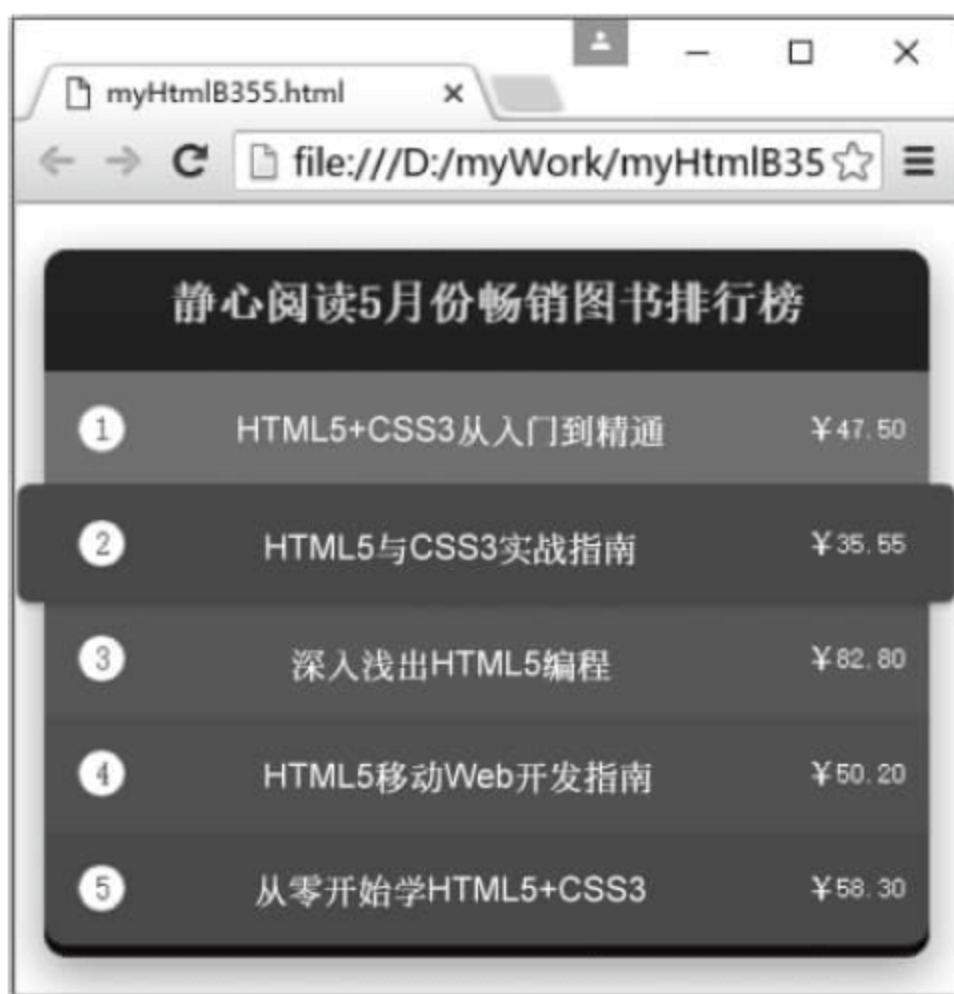 myHtmlB355.html
file:///D:/myWork/myHtmlB35
静心阅读5月份畅销图书排行榜
1 HTML5+CSS3从入门到精通 ￥47.50
2 HTML5与CSS3实战指南 ￥35.55
3 深入浅出HTML5编程 ￥82.80
4 HTML5移动Web开发指南 ￥50.20
5 从零开始学HTML5+CSS3 ￥58.30